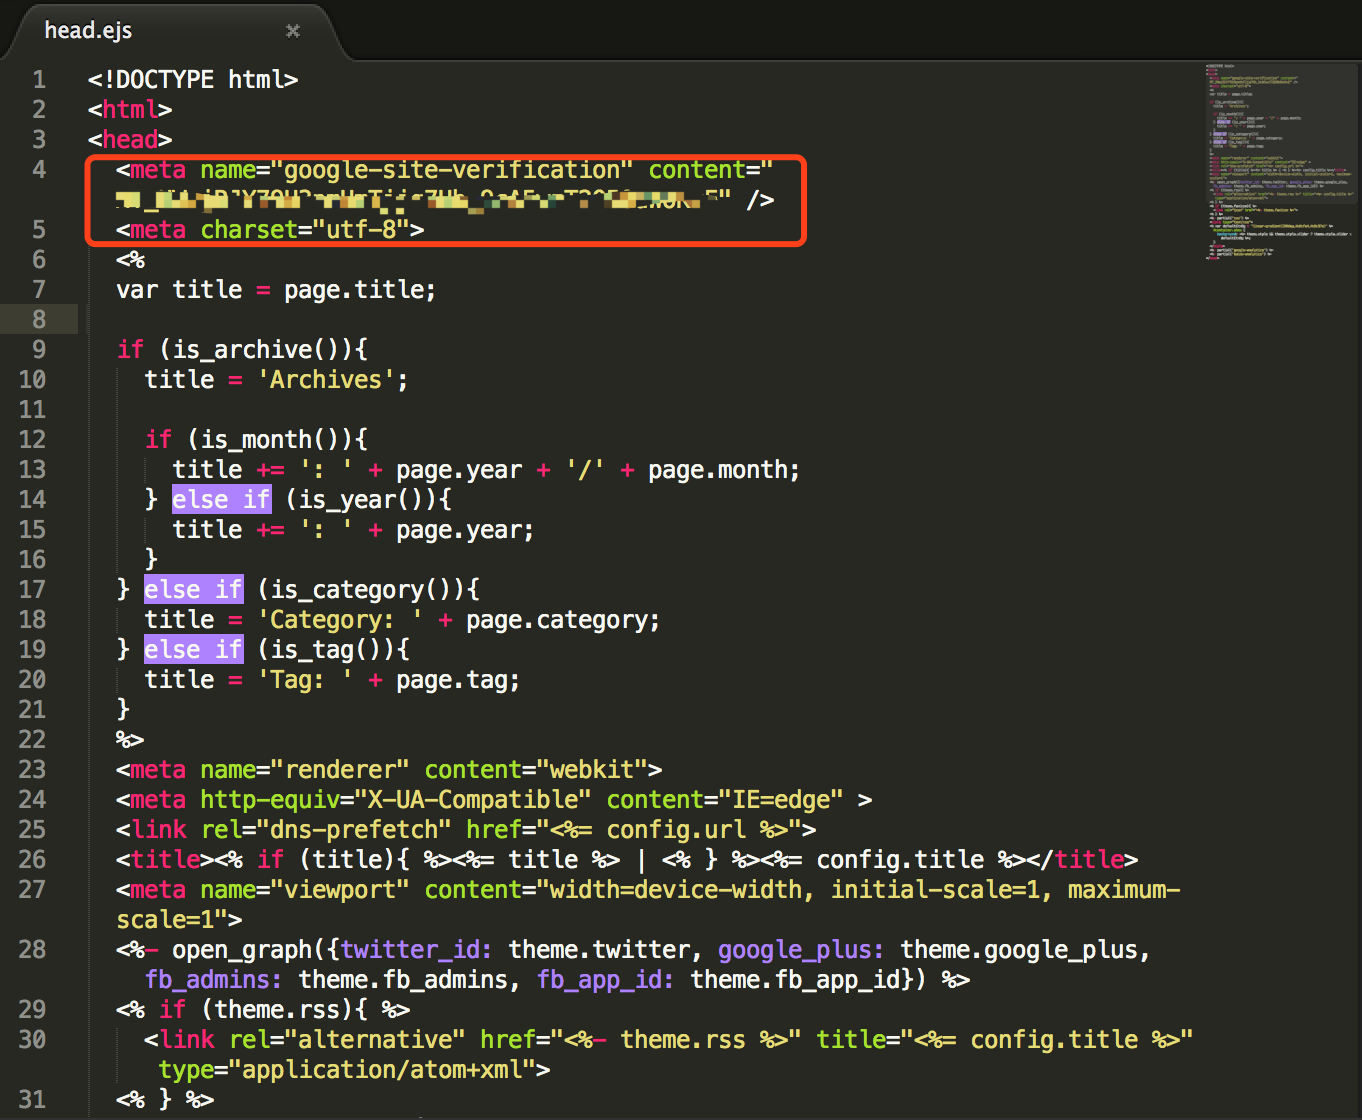 head.ejs
1 <!DOCTYPE html>
2 <html>
3 <head>
4 <meta name="google-site-verification" content="
" />
5 <meta charset="utf-8">
6 <%
7 var title = page.title;
8
9 if (is_archive()){
10 title = 'Archives';
11
12 if (is_month()){
13 title += ': ' + page.year + '/' + page.month;
14 } else if (is_year()){
15 title += ': ' + page.year;
16 }
17 } else if (is_category()){
18 title = 'Category: ' + page.category;
19 } else if (is_tag()){
20 title = 'Tag: ' + page.tag;
21 }
22 %>
23 <meta name="renderer" content="webkit">
24 <meta http-equiv="X-UA-Compatible" content="IE=edge" >
25 <link rel="dns-prefetch" href="<%= config.url %>">
26 <title><% if (title){ %><%= title %> | <% } %><%= config.title %></title>
27 <meta name="viewport" content="width=device-width, initial-scale=1, maximum-
scale=1">
28 <%- open_graph({twitter_id: theme.twitter, google_plus: theme.google_plus,
fb_admins: theme.fb_admins, fb_app_id: theme.fb_app_id}) %>
29 <% if (theme.rss){ %>
30 <link rel="alternative" href="<%- theme.rss %>" title="<%= config.title %>"
type="application/atom+xml">
31 <% } %>